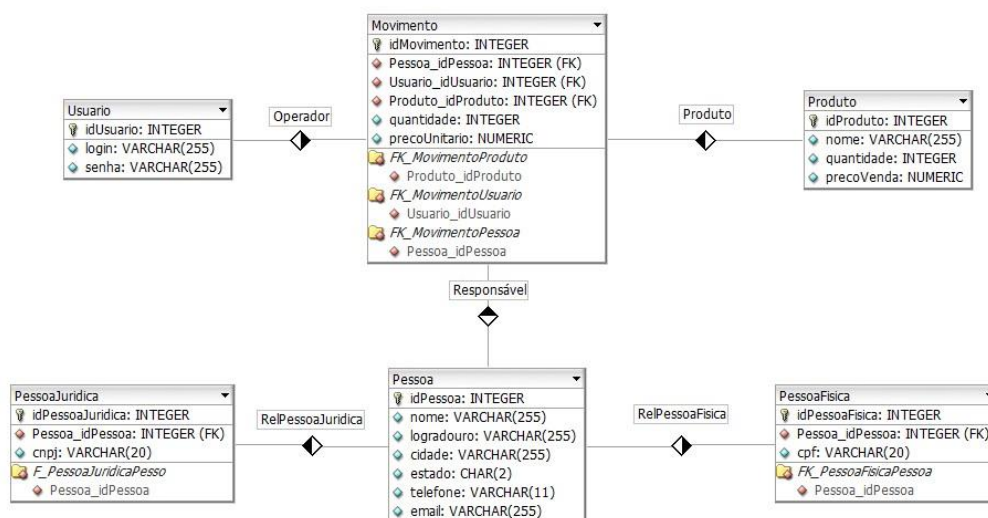 Movimento
idMovimento: INTEGER
Pessoa_idPessoa: INTEGER (FK)
Usuario_idUsuario: INTEGER (FK)
Produto_idProduto: INTEGER (FK)
quantidade: INTEGER
precoUnitario: NUMERIC
FK_MovimentoProduto
Produto_idProduto
FK_MovimentoUsuario
Usuario_idUsuario
FK_MovimentoPessoa
Pessoa_idPessoa
Operador
Usuario
idUsuario: INTEGER
login: VARCHAR(255)
senha: VARCHAR(255)
Produto
Produto
idProduto: INTEGER
nome: VARCHAR(255)
quantidade: INTEGER
precoVenda: NUMERIC
Responsável
PessoaJuridica
idPessoaJuridica: INTEGER
Pessoa_idPessoa: INTEGER (FK)
cnpj: VARCHAR(20)
F_PessoaJuridicaPesso
Pessoa_idPessoa
RelPessoaJuridica
Pessoa
idPessoa: INTEGER
nome: VARCHAR(255)
logradouro: VARCHAR(255)
cidade: VARCHAR(255)
estado: CHAR(2)
telefone: VARCHAR(11)
email: VARCHAR(255)
RelPessoaFisica
PessoaFisica
idPessoaFisica: INTEGER
Pessoa_idPessoa: INTEGER (FK)
cpf: VARCHAR(20)
FK_PessoaFisicaPessoa
Pessoa_idPessoa